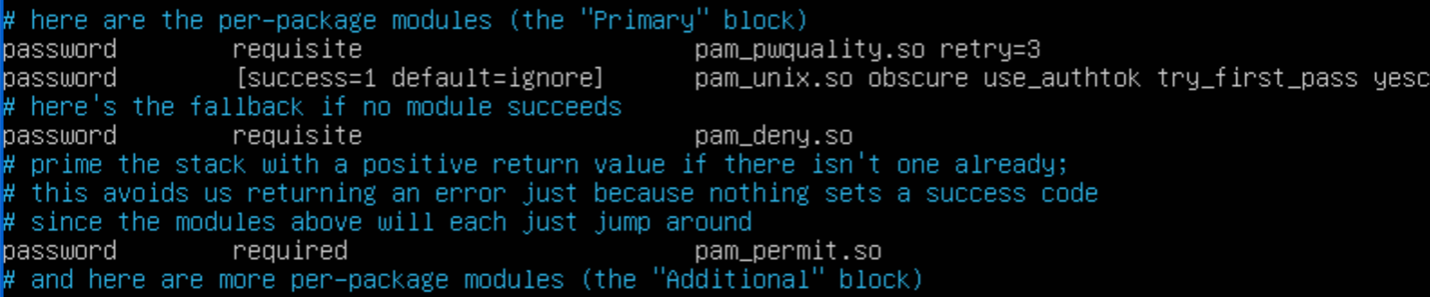 # here are the per-package modules (the "Primary" block)
password requisite pam_pwquality.so retry=3
password [success=1 default=ignore] pam_unix.so obscure use_authtok try_first_pass yesc
# here's the fallback if no module succeeds
password requisite pam_deny.so
# prime the stack with a positive return value if there isn't one already;
# this avoids us returning an error just because nothing sets a success code
# since the modules above will each just jump around
password required pam_permit.so
# and here are more per-package modules (the "Additional" block)